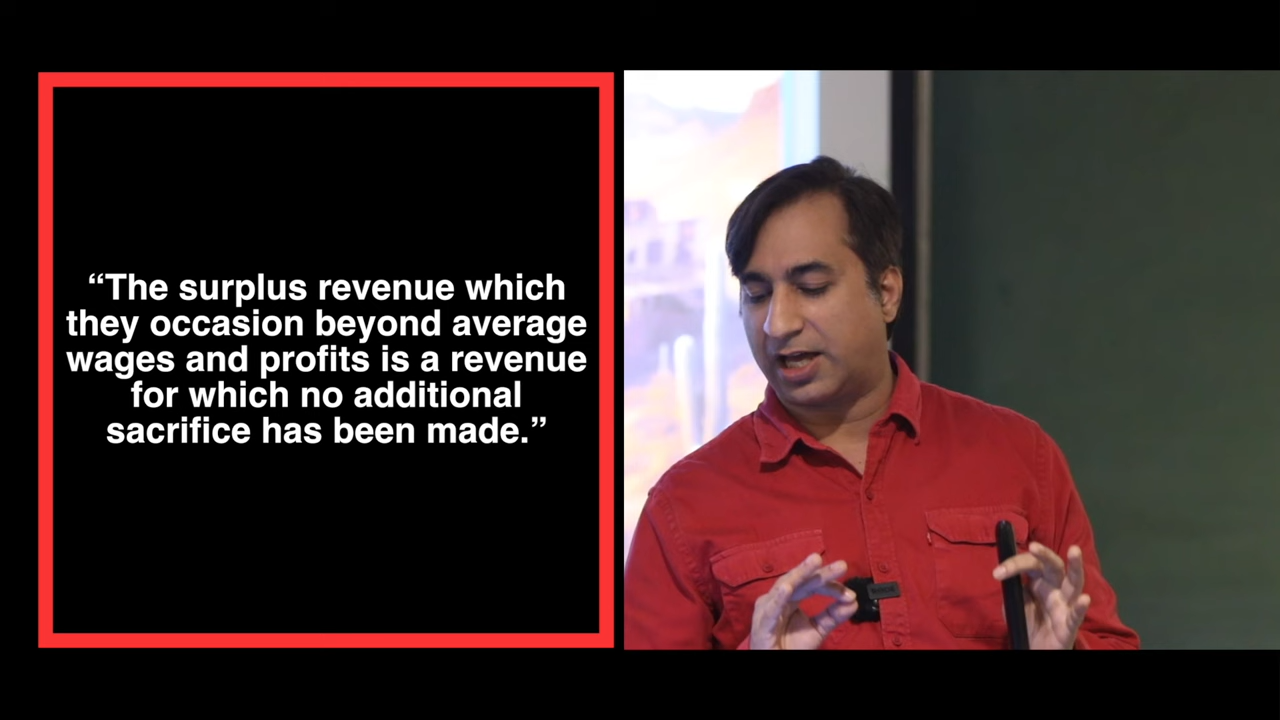 “The surplus revenue which
they occasion beyond average
wages and profits is a revenue
for which no additional
sacrifice has been made.”